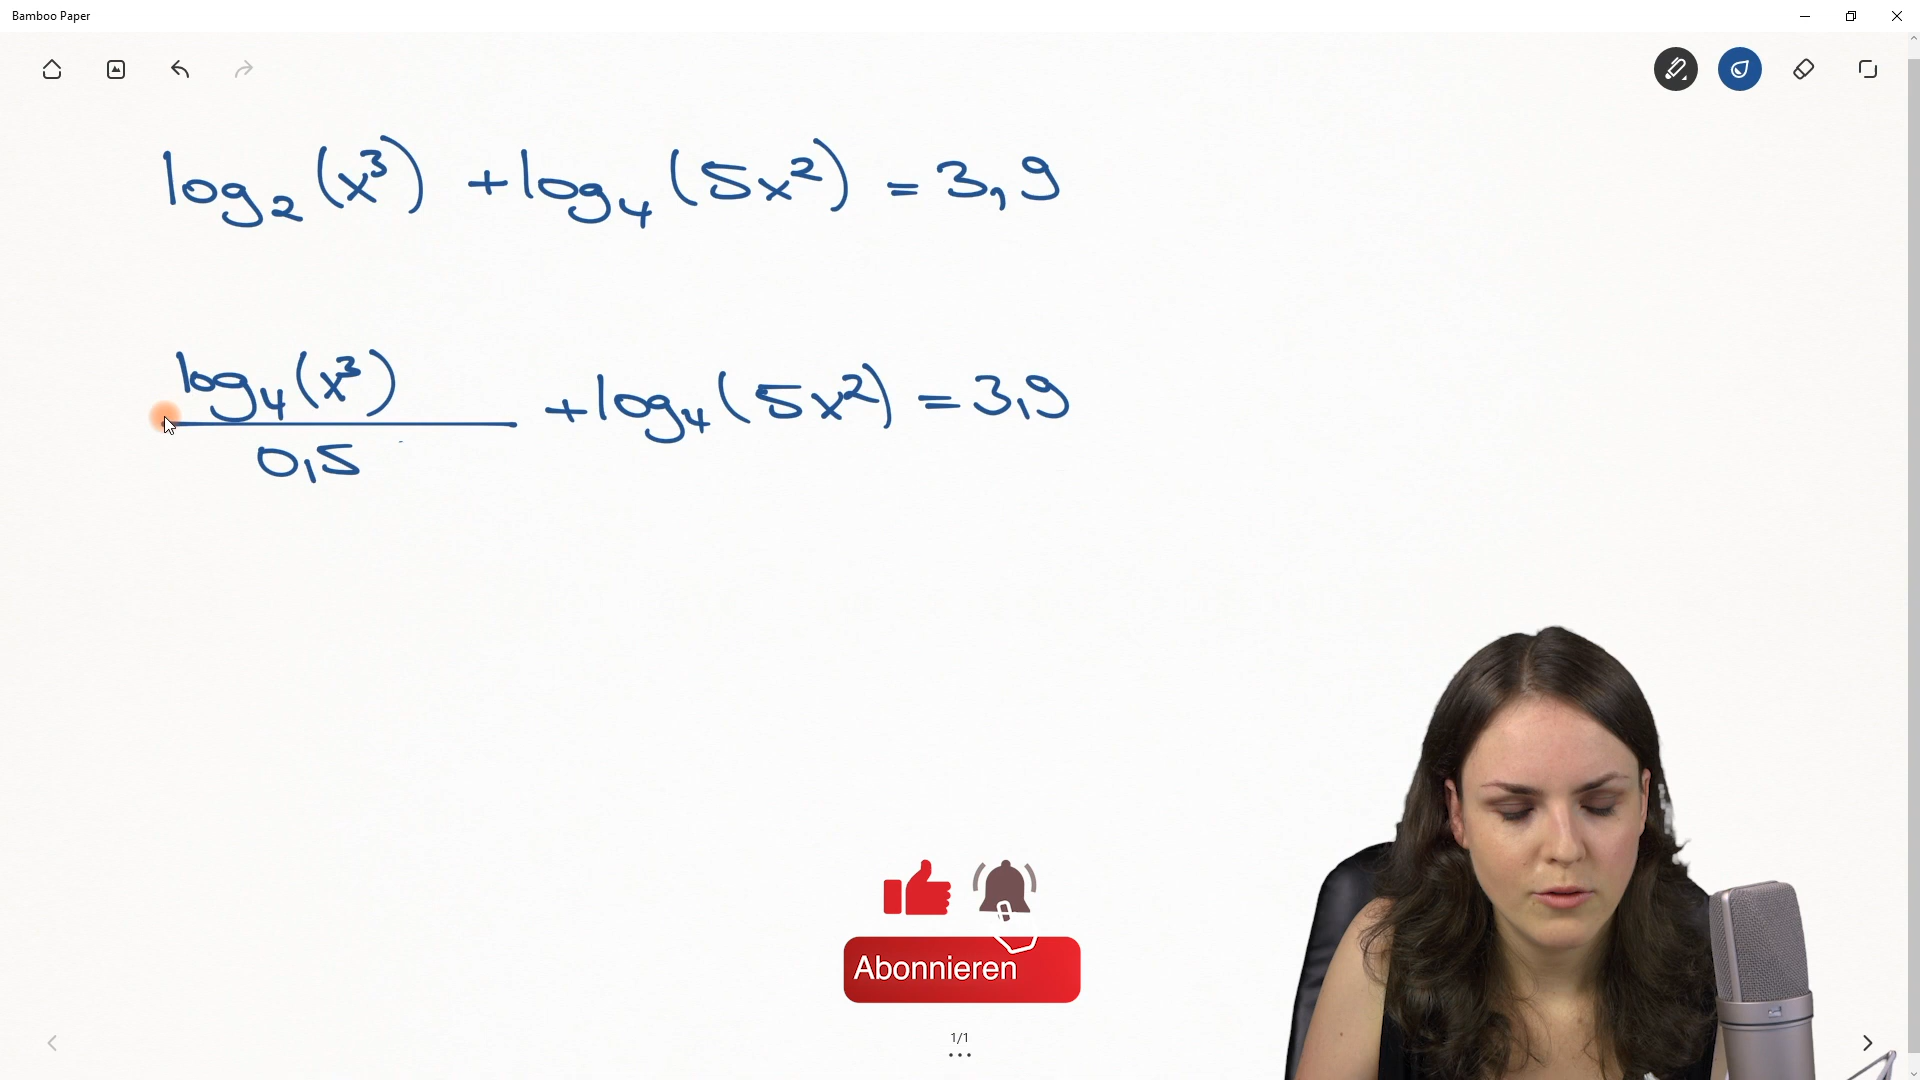 Bamboo Paper
log₂(x³) + log₄(5x²) = 3,9
log₄(x³) + log₄(5x²) = 3,9
0,5
Abonnieren
1/1